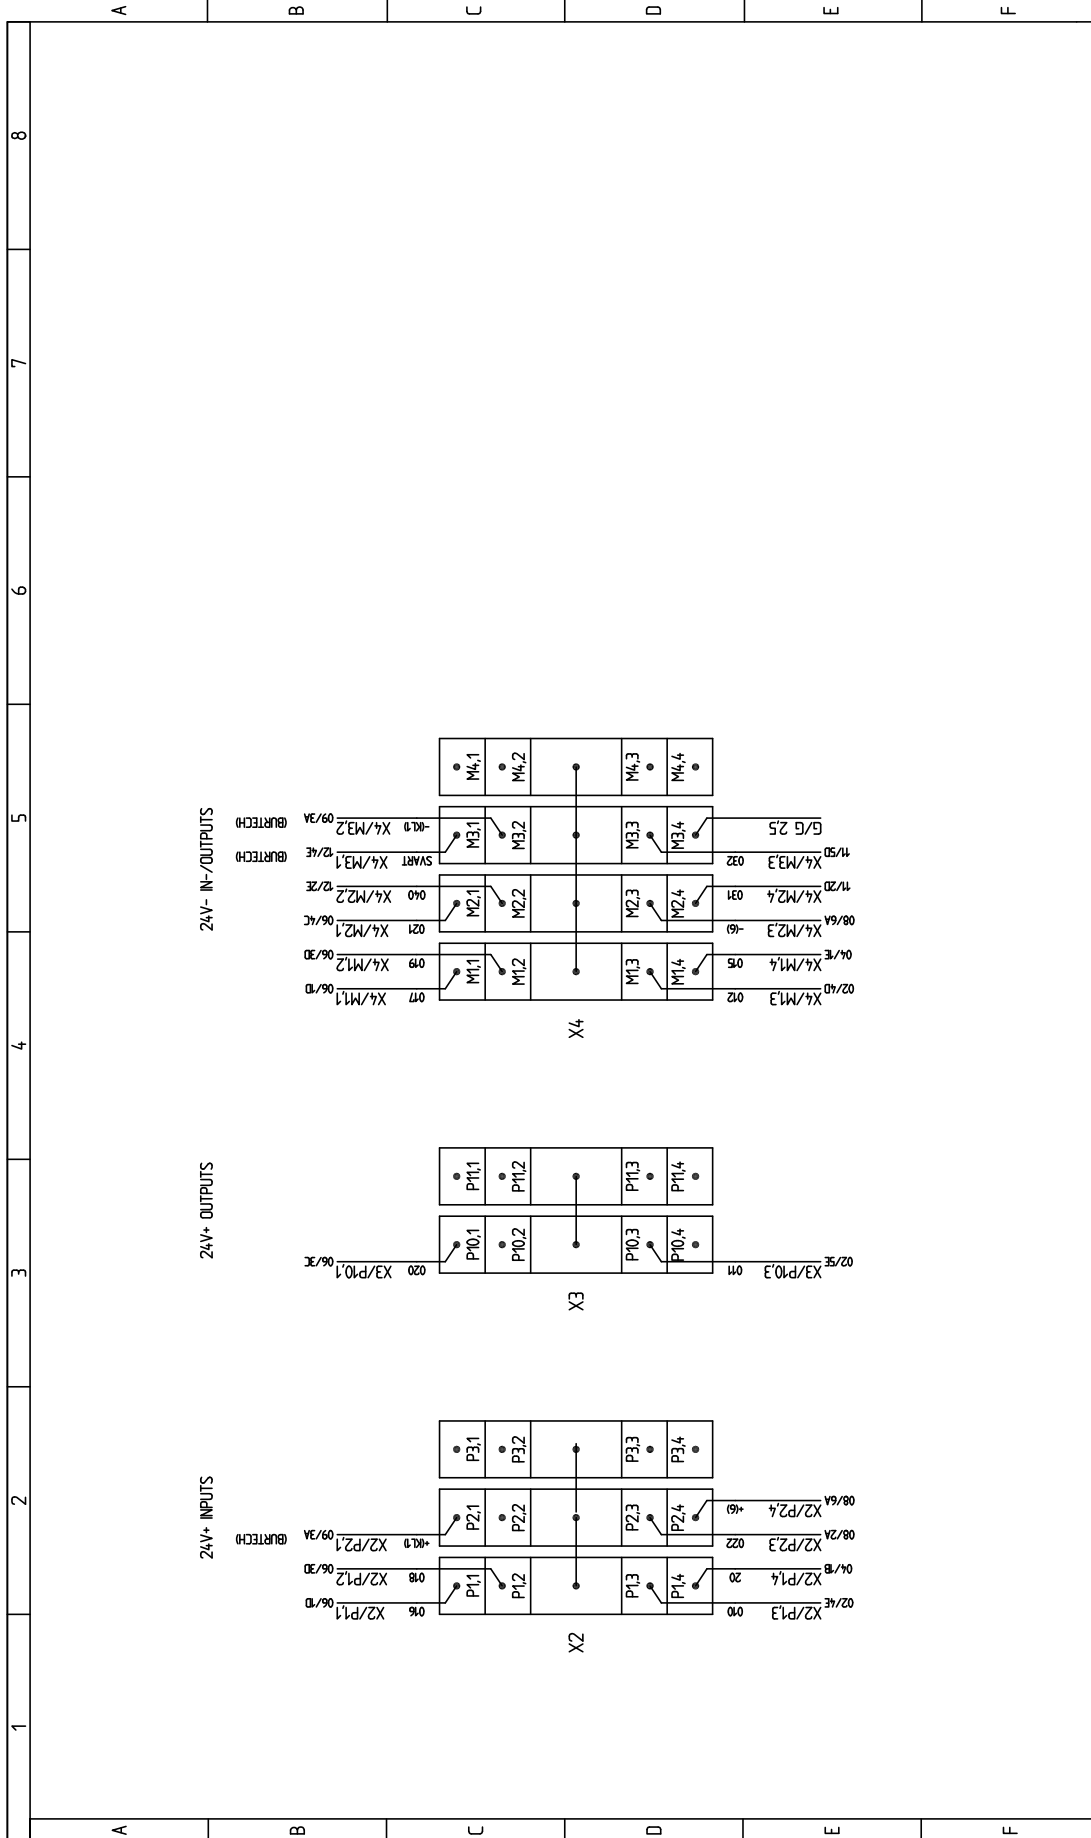 A B C D E F
8
7
6
5
4
3
2
1
24V- IN-/OUTPUTS
(BURTECH) 09/3A X4/M3,2 -(KL1)
(BURTECH) 12/4E X4/M3,1 SVART
12/2E X4/M2,2 040
06/4C X4/M2,1 021
06/3D X4/M1,2 019
06/1D X4/M1,1 017
M4,1 M4,2 M4,3 M4,4
M3,1 M3,2 M3,3 M3,4
M2,1 M2,2 M2,3 M2,4
M1,1 M1,2 M1,3 M1,4
G/G 2,5
032 X4/M3,3 11/5D
031 X4/M2,4 11/2D
-(6) X4/M2,3 08/6A
015 X4/M1,4 04/1E
012 X4/M1,3 02/4D
X4
24V+ OUTPUTS
06/3C X3/P10,1 020
P11,1 P11,2 P11,3 P11,4
P10,1 P10,2 P10,3 P10,4
011 X3/P10,3 02/5E
X3
24V+ INPUTS
(BURTECH) 09/3A X2/P2,1 +(KL1)
06/3D X2/P1,2 018
06/1D X2/P1,1 016
P3,1 P3,2 P3,3 P3,4
P2,1 P2,2 P2,3 P2,4
P1,1 P1,2 P1,3 P1,4
+(6) X2/P2,4 08/6A
022 X2/P2,3 08/2A
20 X2/P1,4 04/1B
010 X2/P1,3 02/4E
X2
A B C D E F